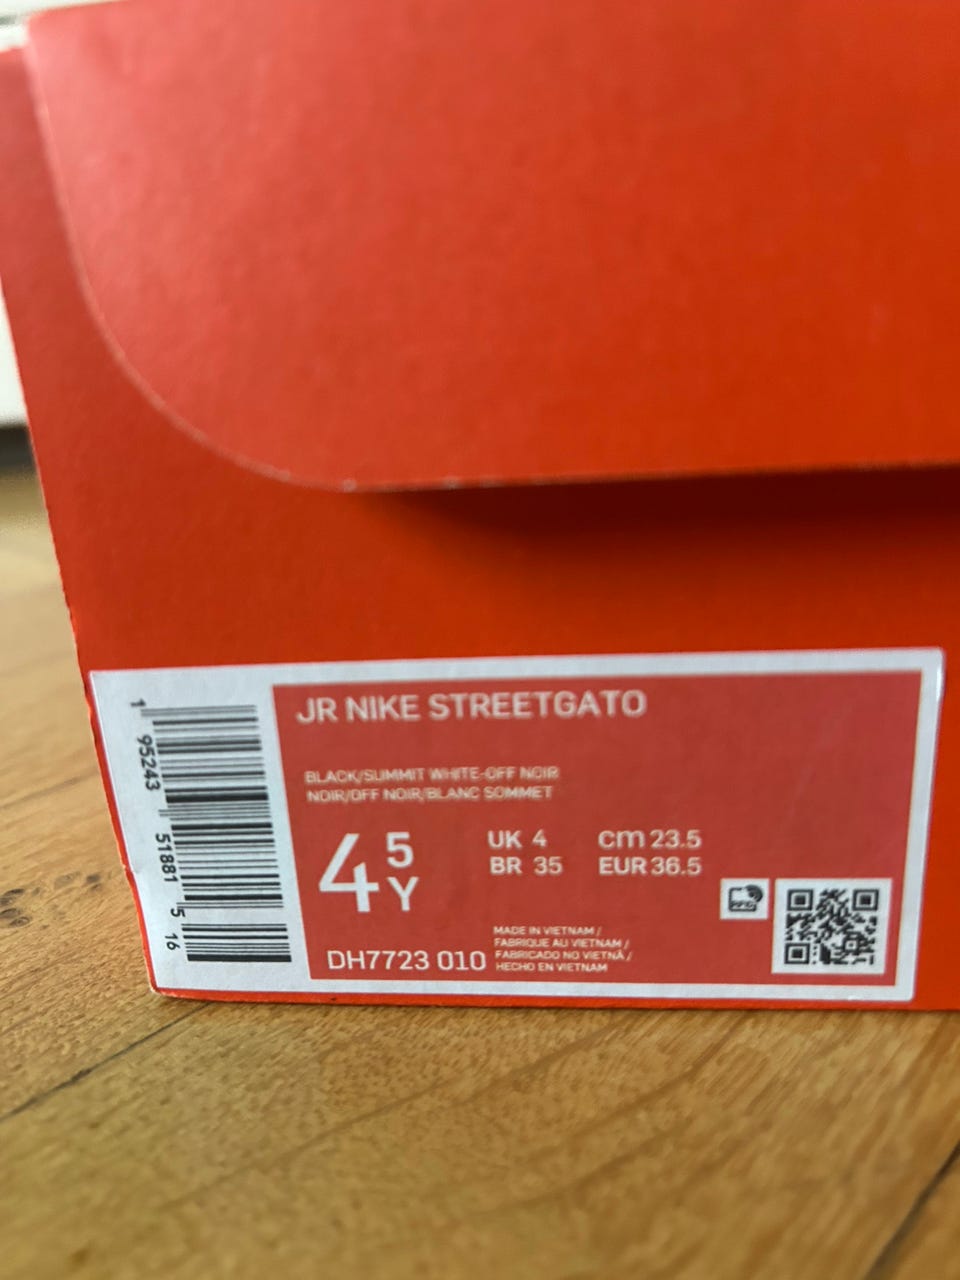 JR NIKE STREETGATO
BLACK/SUMMIT WHITE-OFF NOIR
NOIR/OFF NOIR/BLANC SOMMET
4 5 Y
UK 4 cm 23.5
BR 35 EUR 36.5
DH7723 010
MADE IN VIETNAM /
FABRIQUE AU VIETNAM /
FABRICADO NO VIETNÃ /
HECHO EN VIETNAM
1 95243 51881 5 16